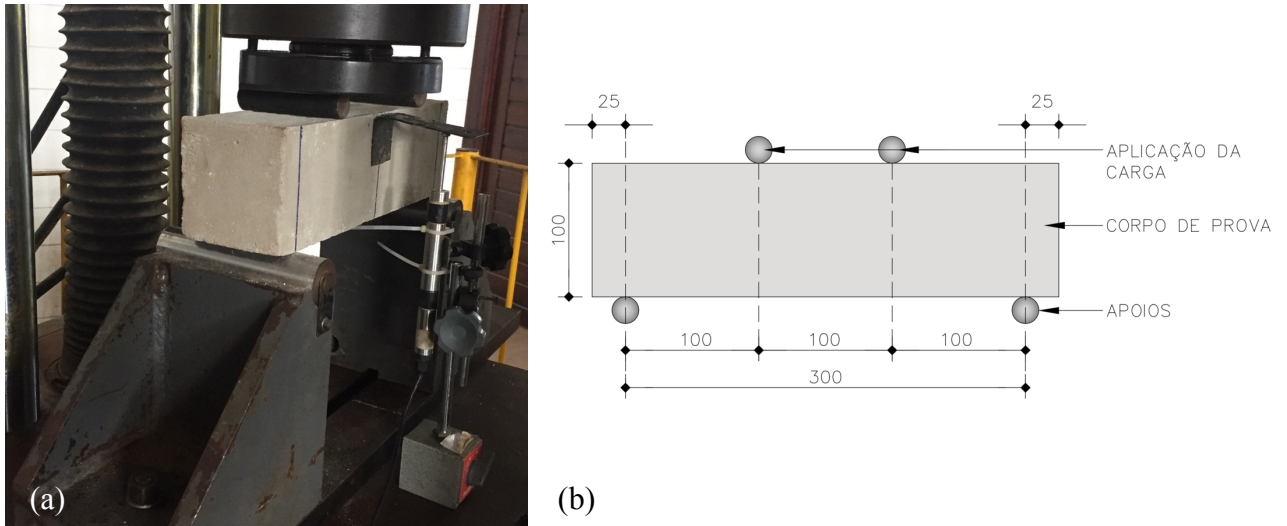 25
25
APLICAÇÃO DA
CARGA
100
CORPO DE PROVA
APOIOS
100
100
100
300
(a)
(b)